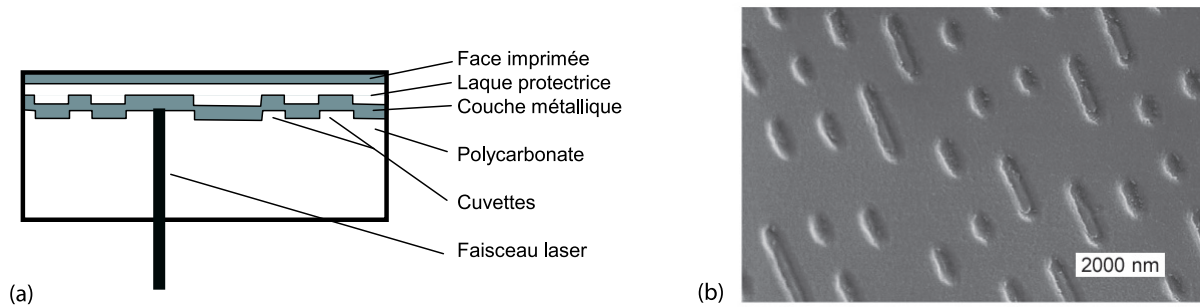 Face imprimée
Laque protectrice
Couche métallique
Polycarbonate
Cuvettes
Faisceau laser
(a)
(b)
2000 nm